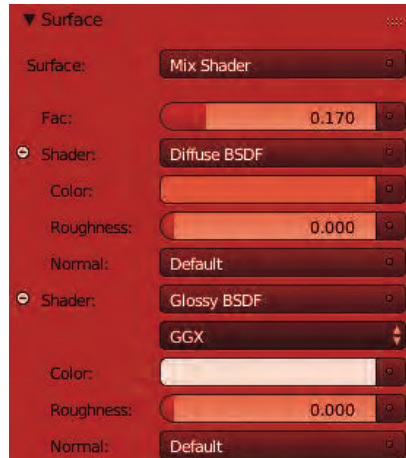 Surface
Surface: Mix Shader
Fac: 0.170
Shader: Diffuse BSDF
Color:
Roughness: 0.000
Normal: Default
Shader: Glossy BSDF
GGX
Color:
Roughness: 0.000
Normal: Default